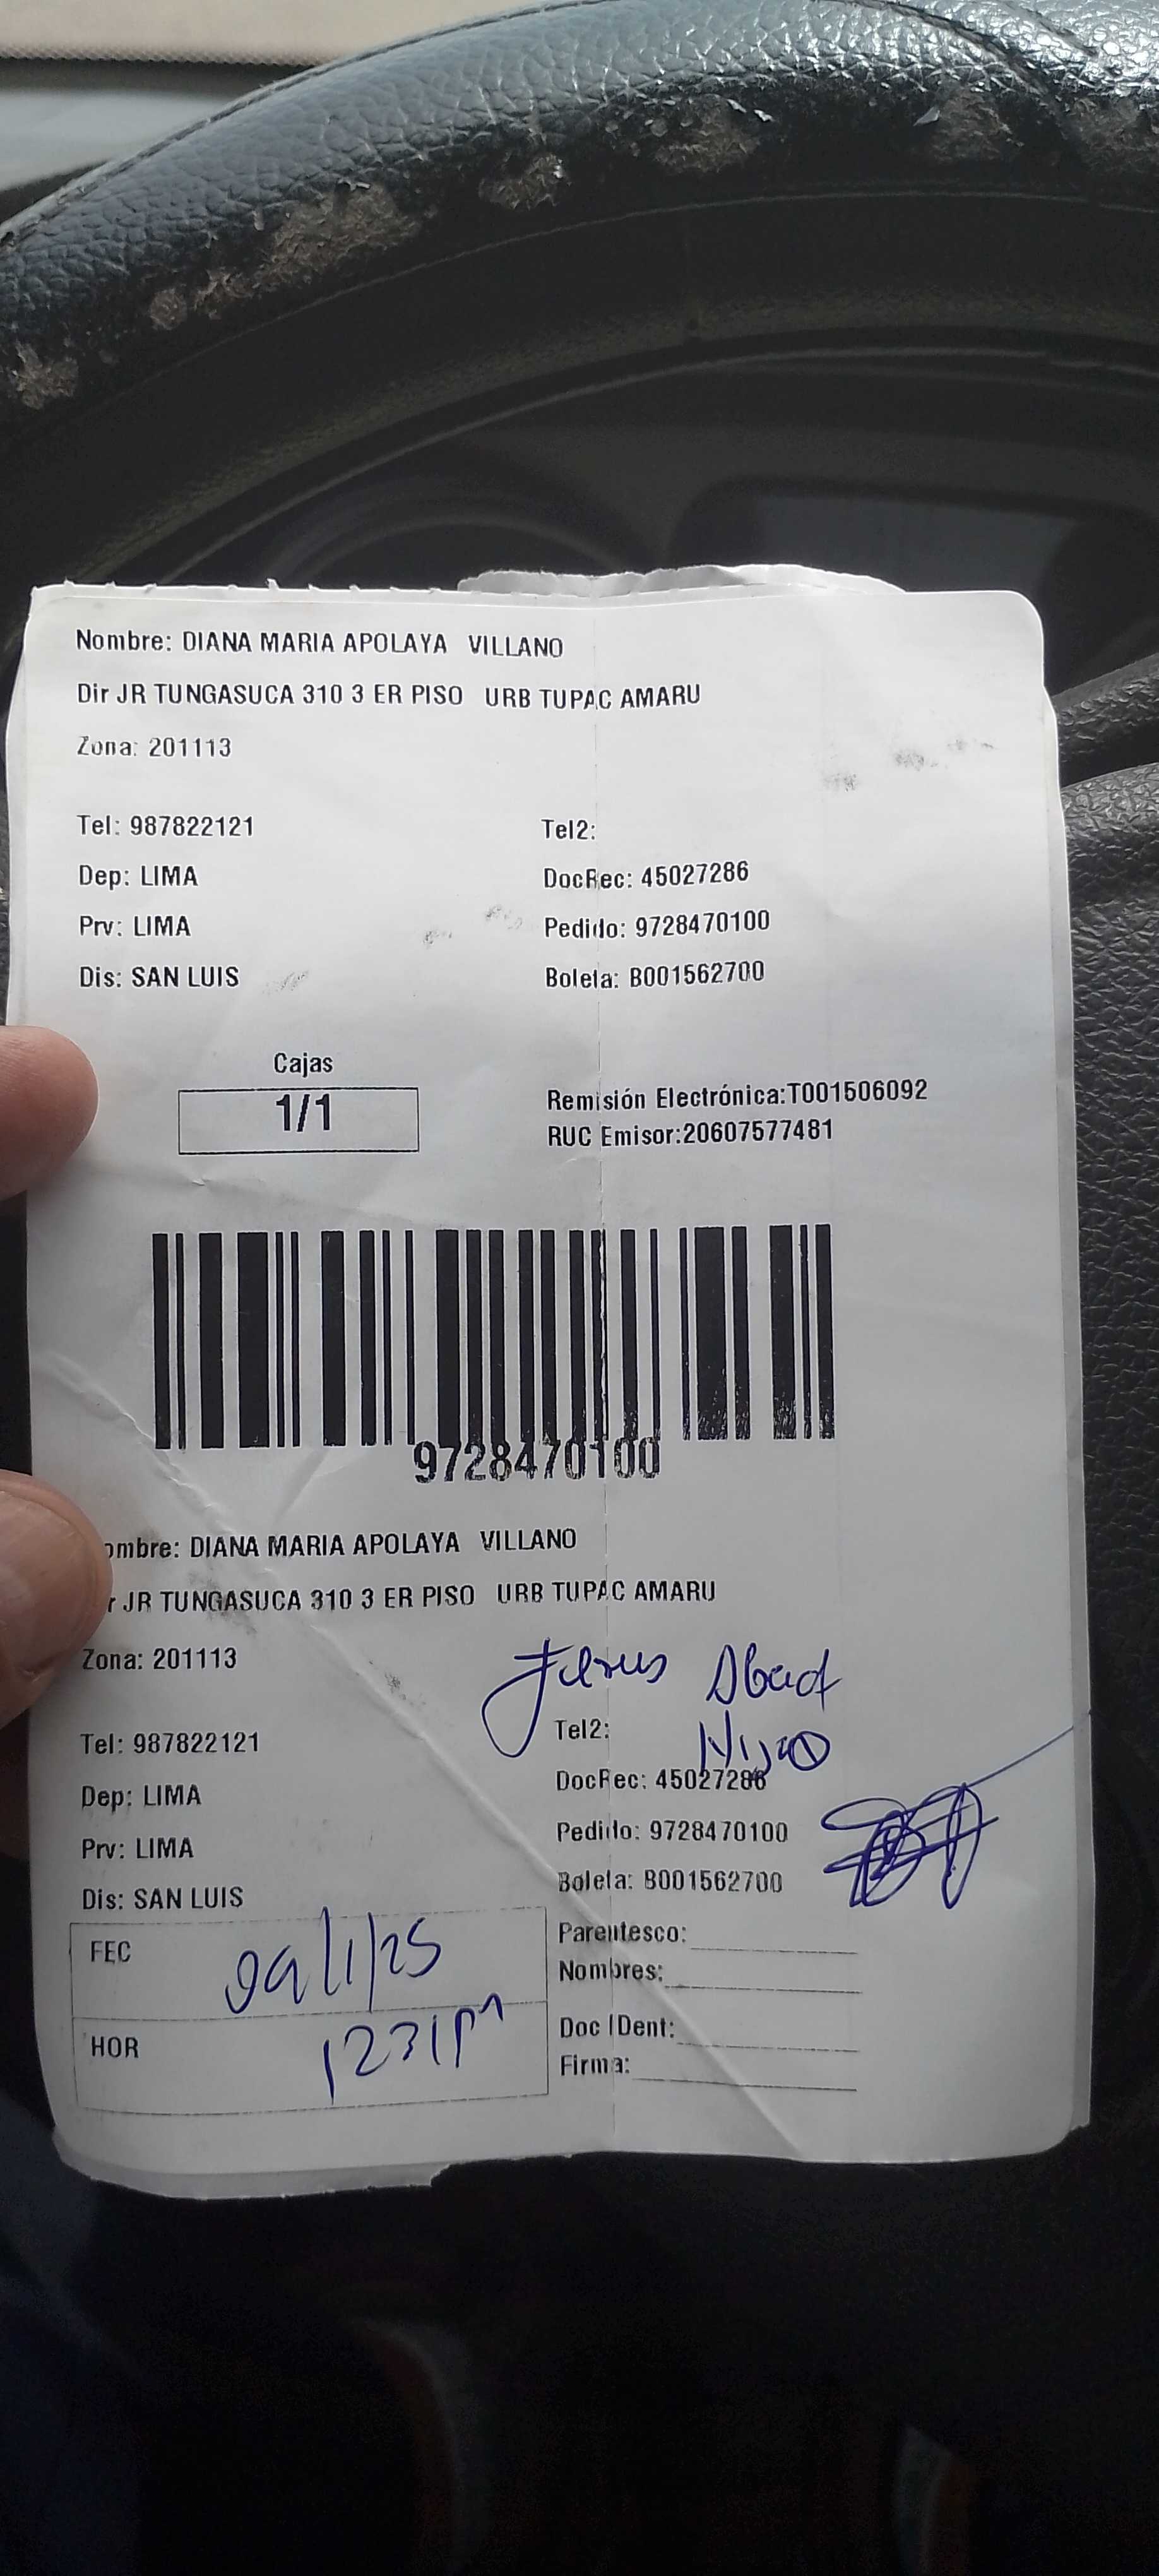 Nombre: DIANA MARIA APOLAYA VILLANO
Dir JR TUNGASUCA 310 3 ER PISO URB TUPAC AMARU
Zona: 201113
Tel: 987822121 Tel2:
Dep: LIMA DocRec: 45027286
Prv: LIMA Pedido: 9728470100
Dis: SAN LUIS Boleta: B001562700
Cajas
1/1
Remisión Electrónica:T001506092
RUC Emisor:20607577481
9728470100
ombre: DIANA MARIA APOLAYA VILLANO
r JR TUNGASUCA 310 3 ER PISO URB TUPAC AMARU
Zona: 201113
Jesus Abad
Tel: 987822121 Tel2: Hijo
Dep: LIMA DocRec: 45027286
Prv: LIMA Pedido: 9728470100
Dis: SAN LUIS Boleta: B001562700
FEC 09/1/25
HOR 1231pm
Parentesco:
Nombres:
Doc IDent:
Firma: